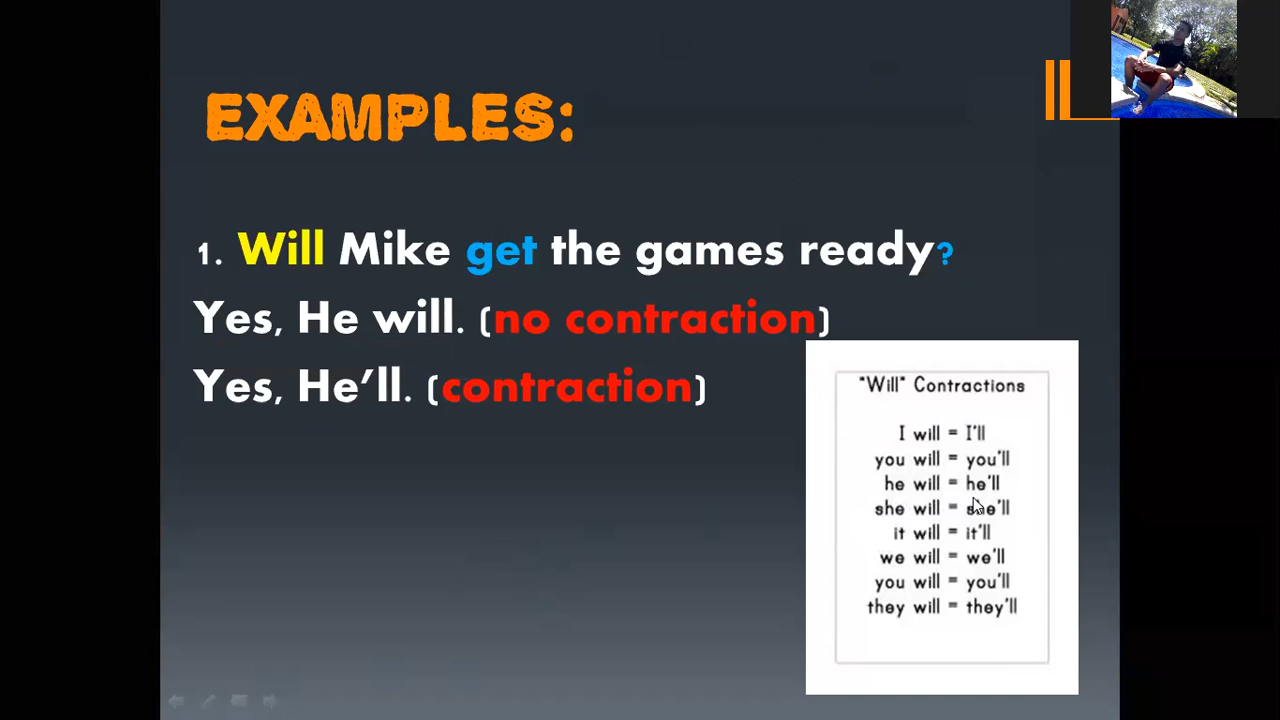 EXAMPLES:
1. Will Mike get the games ready?
Yes, He will. (no contraction)
Yes, He’ll. (contraction)
"Will" Contractions
I will = I'll
you will = you'll
he will = he'll
she will = she'll
it will = it'll
we will = we'll
you will = you'll
they will = they'll